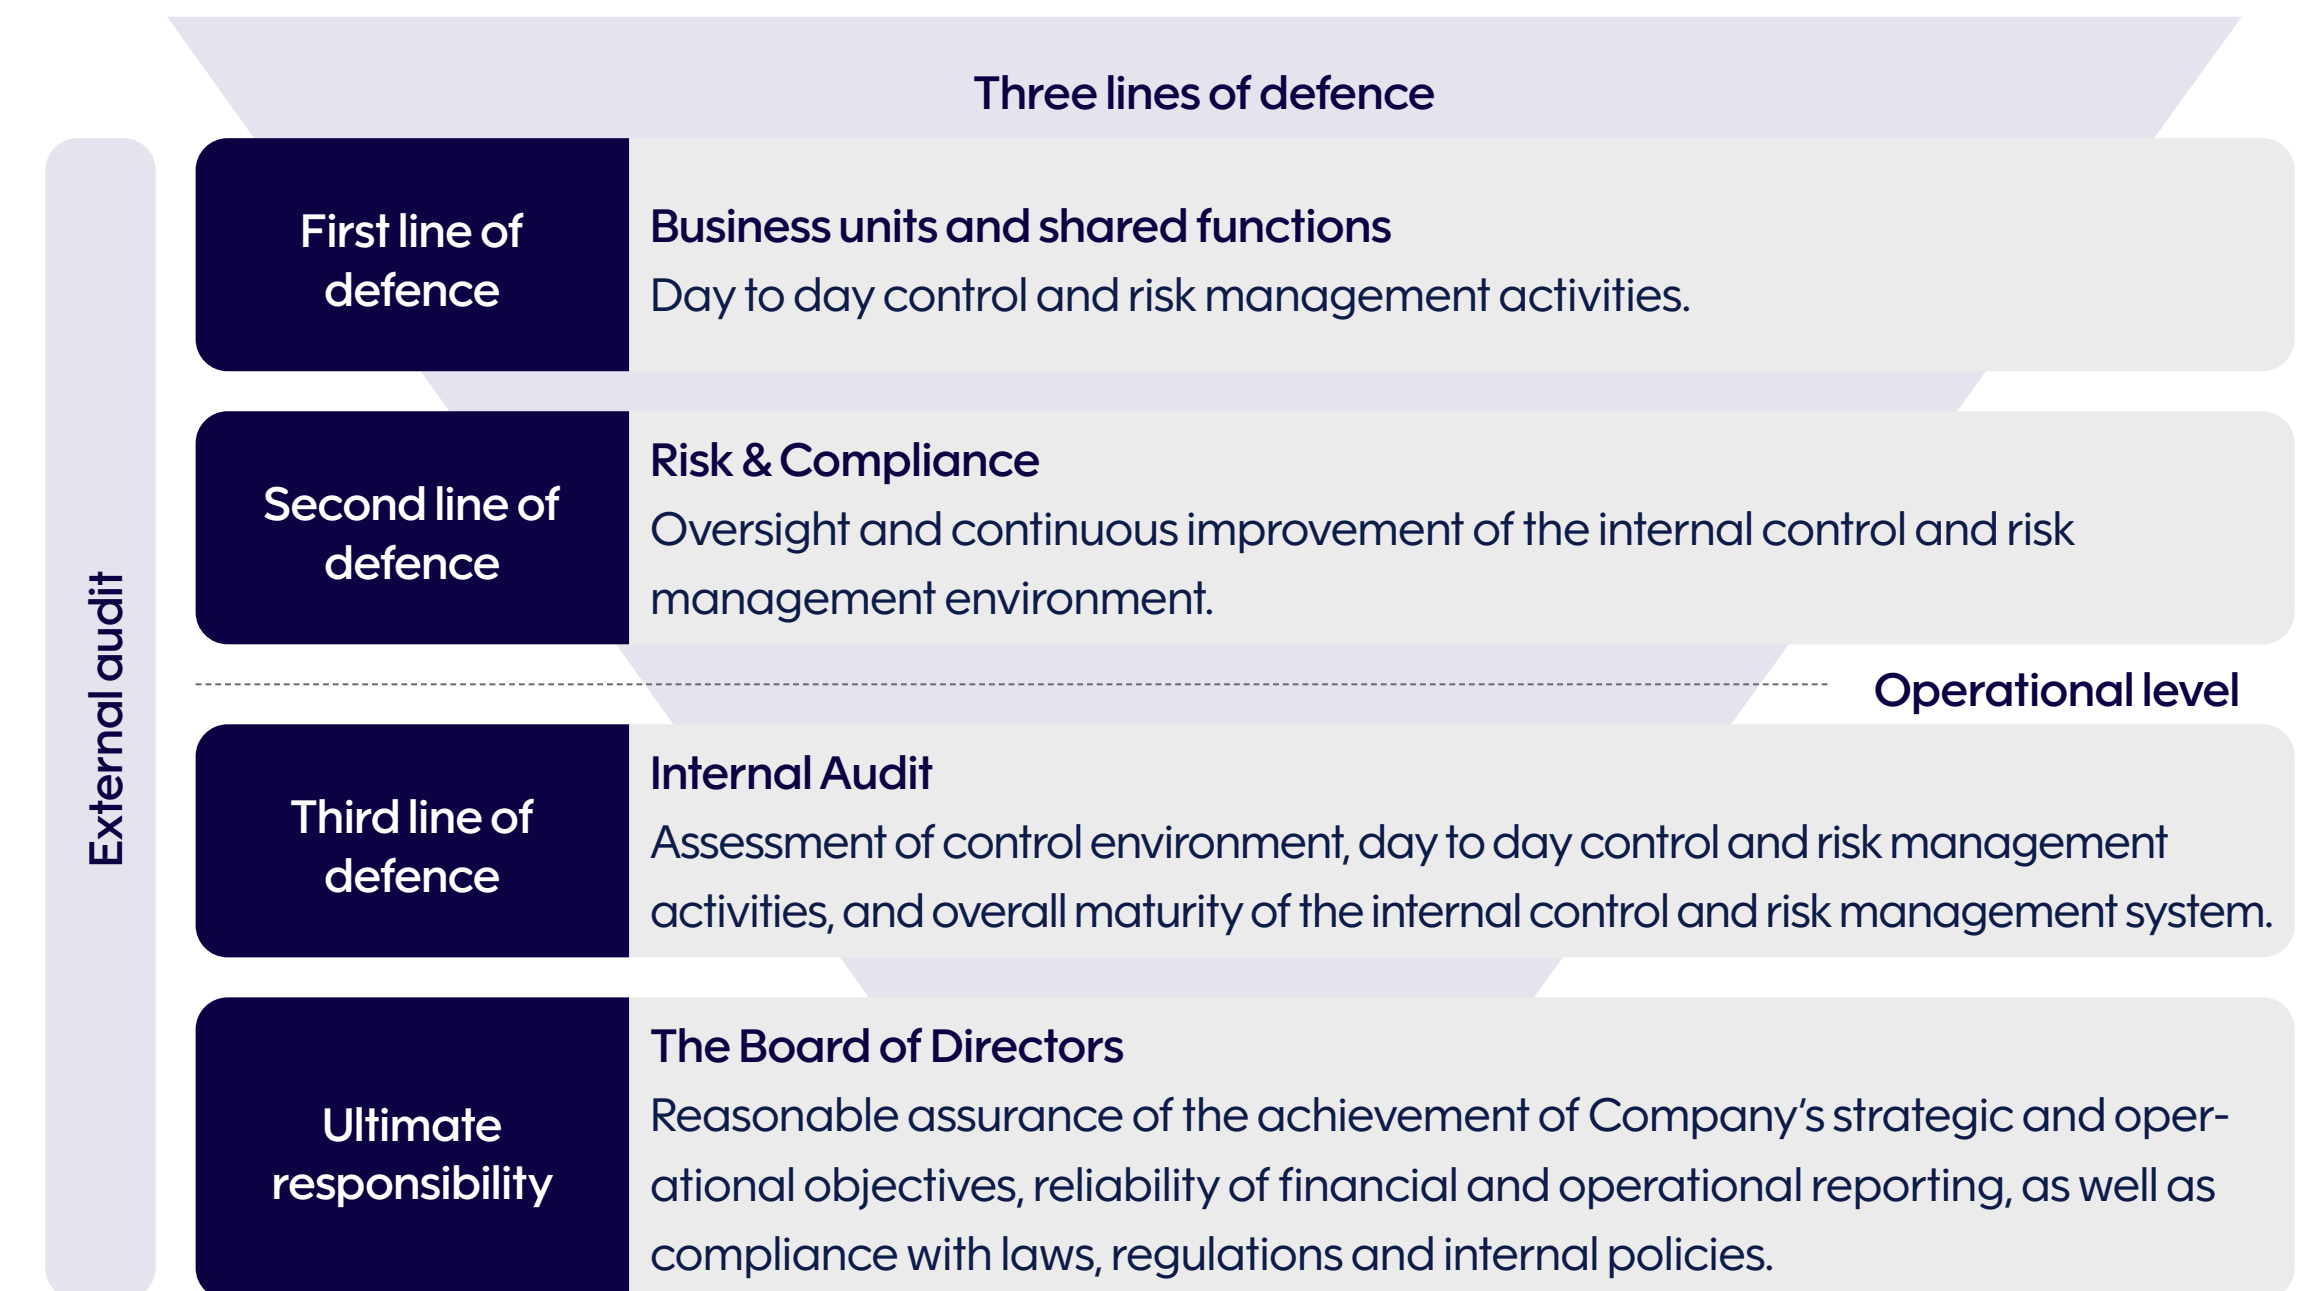 Three lines of defence
External audit
First line of
defence
Business units and shared functions
Day to day control and risk management activities.
Second line of
defence
Risk & Compliance
Oversight and continuous improvement of the internal control and risk
management environment.
Operational level
Third line of
defence
Internal Audit
Assessment of control environment, day to day control and risk management
activities, and overall maturity of the internal control and risk management system.
Ultimate
responsibility
The Board of Directors
Reasonable assurance of the achievement of Company’s strategic and oper-
ational objectives, reliability of financial and operational reporting, as well as
compliance with laws, regulations and internal policies.